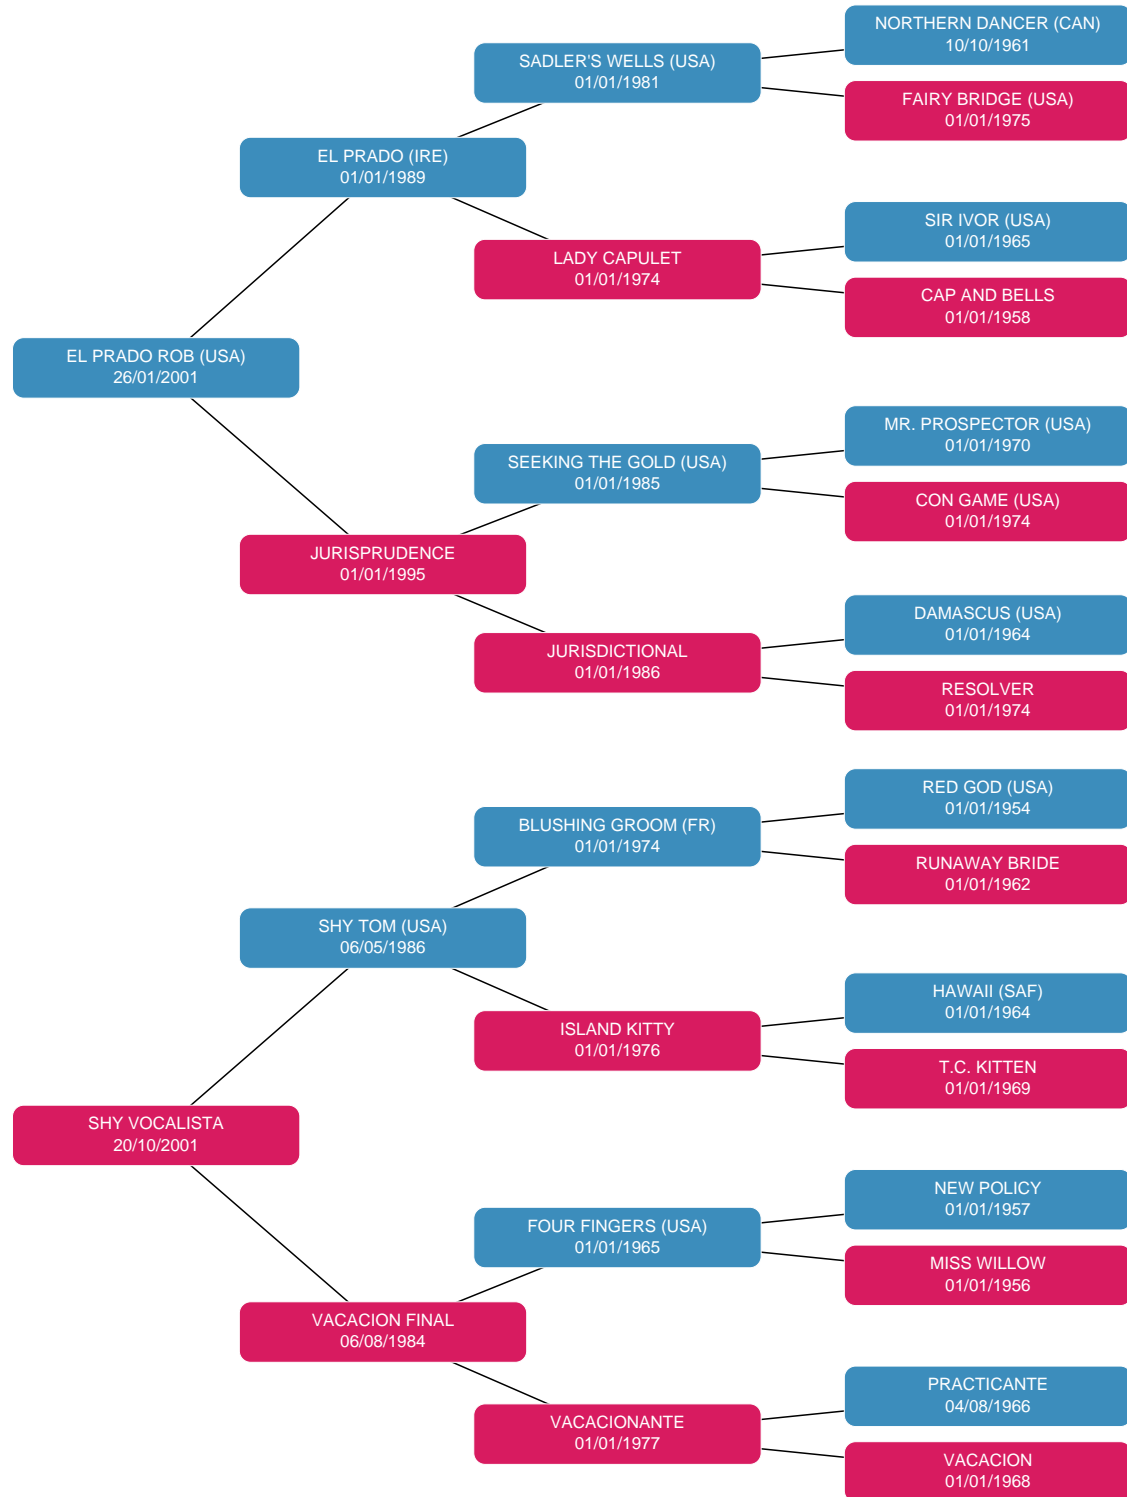 NORTHERN DANCER (CAN)
10/10/1961
SADLER'S WELLS (USA)
01/01/1981
FAIRY BRIDGE (USA)
01/01/1975
EL PRADO (IRE)
01/01/1989
SIR IVOR (USA)
01/01/1965
LADY CAPULET
01/01/1974
CAP AND BELLS
01/01/1958
EL PRADO ROB (USA)
26/01/2001
MR. PROSPECTOR (USA)
01/01/1970
SEEKING THE GOLD (USA)
01/01/1985
CON GAME (USA)
01/01/1974
JURISPRUDENCE
01/01/1995
DAMASCUS (USA)
01/01/1964
JURISDICTIONAL
01/01/1986
RESOLVER
01/01/1974
RED GOD (USA)
01/01/1954
BLUSHING GROOM (FR)
01/01/1974
RUNAWAY BRIDE
01/01/1962
SHY TOM (USA)
06/05/1986
HAWAII (SAF)
01/01/1964
ISLAND KITTY
01/01/1976
T.C. KITTEN
01/01/1969
SHY VOCALISTA
20/10/2001
NEW POLICY
01/01/1957
FOUR FINGERS (USA)
01/01/1965
MISS WILLOW
01/01/1956
VACACION FINAL
06/08/1984
PRACTICANTE
04/08/1966
VACACIONANTE
01/01/1977
VACACION
01/01/1968